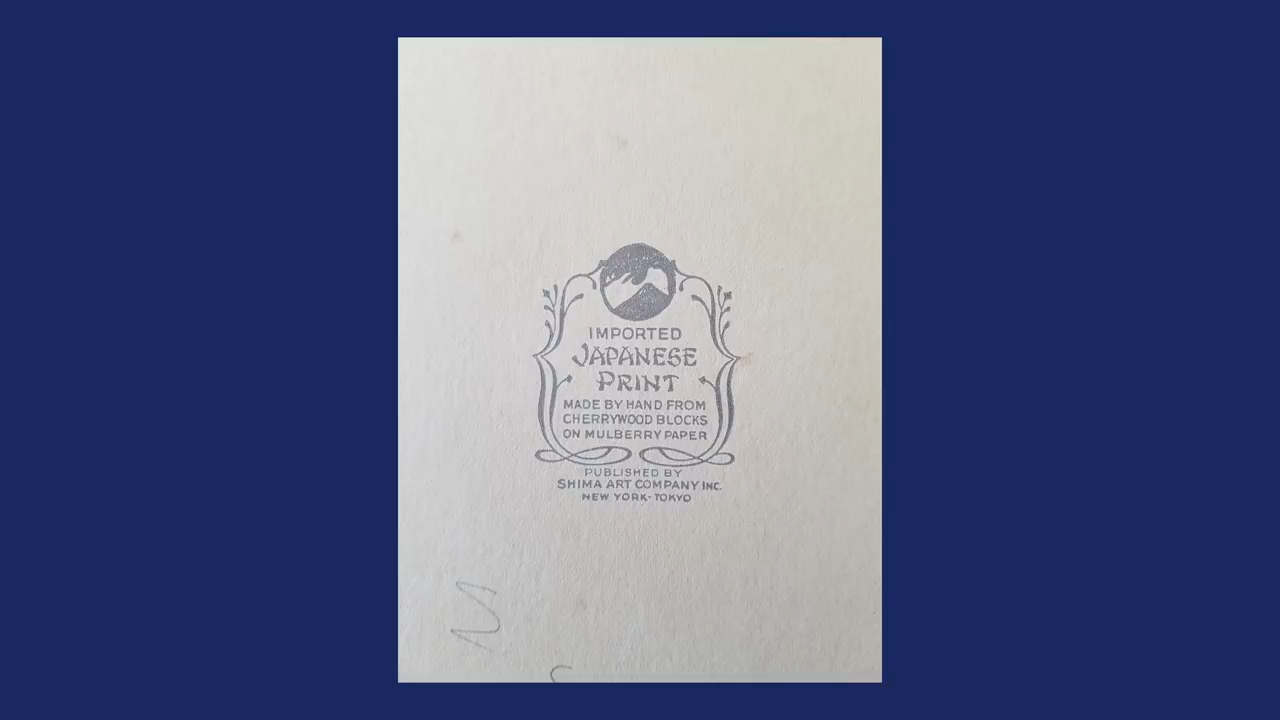 IMPORTED
JAPANESE
PRINT
MADE BY HAND FROM
CHERRYWOOD BLOCKS
ON MULBERRY PAPER
PUBLISHED BY
SHIMA ART COMPANY INC.
NEW YORK-TOKYO